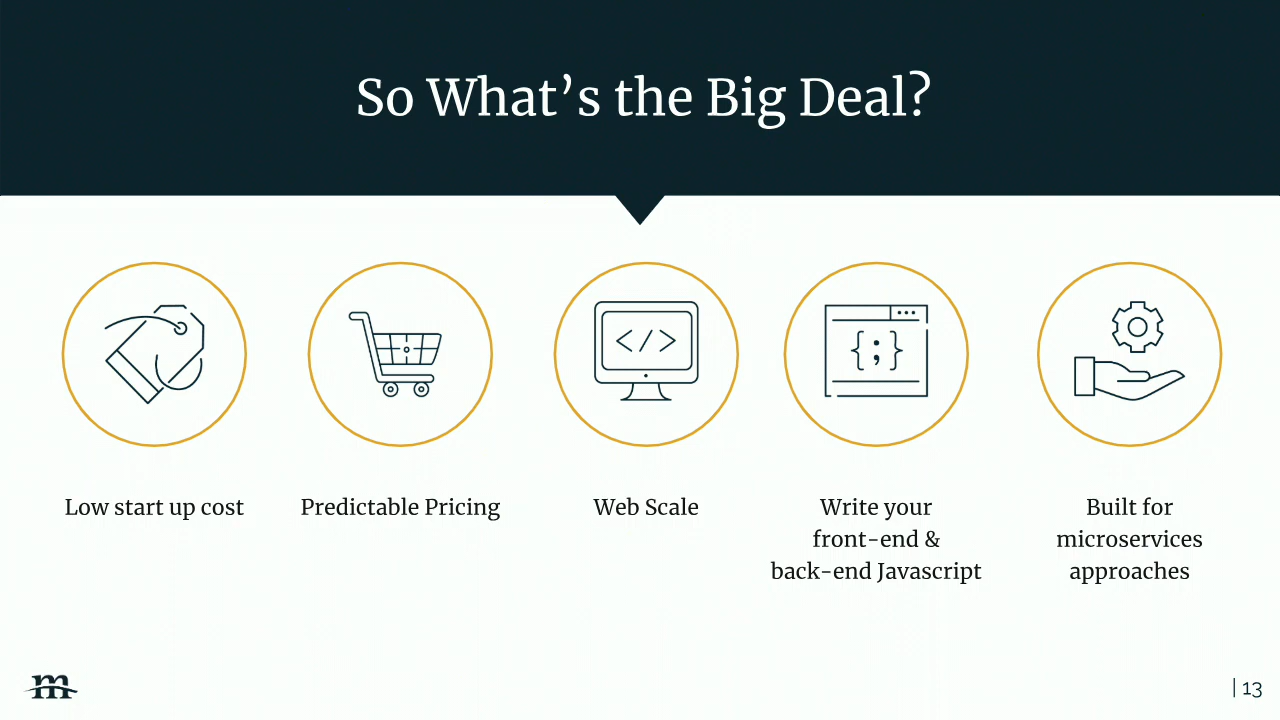 So What’s the Big Deal?
</>
{;}
Low start up cost
Predictable Pricing
Web Scale
Write your
front-end &
back-end Javascript
Built for
microservices
approaches
m
| 13